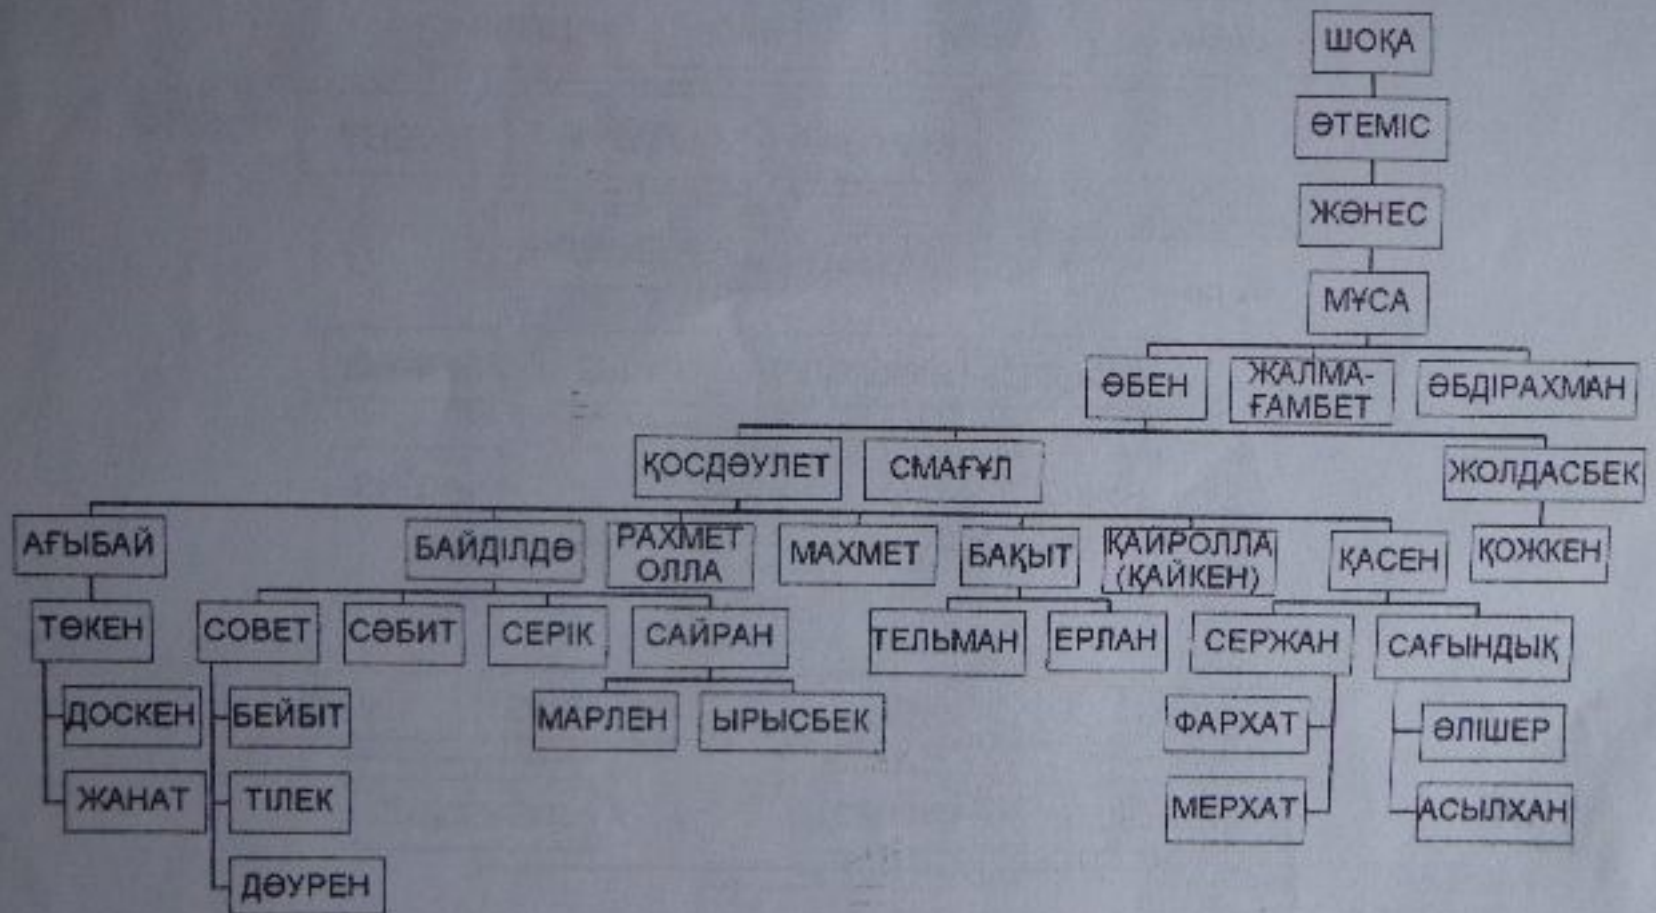 ШОҚА
ӨТЕМІС
ЖӘНЕС
МҰСА
ӘБЕН
ЖАЛМА-
ҒАМБЕТ
ӘБДІРАХМАН
ҚОСДӘУЛЕТ
СМАҒҰЛ
ЖОЛДАСБЕК
АҒЫБАЙ
БАЙДІЛДӘ
РАХМЕТ
ОЛЛА
МАХМЕТ
БАҚЫТ
ҚАЙРОЛЛА
(ҚАЙКЕН)
ҚАСЕН
ҚОЖКЕН
ТӨКЕН
СОВЕТ
СӘБИТ
СЕРІК
САЙРАН
ТЕЛЬМАН
ЕРЛАН
СЕРЖАН
САҒЫНДЫҚ
ДОСКЕН
БЕЙБІТ
МАРЛЕН
ЫРЫСБЕК
ФАРХАТ
ӘЛІШЕР
ЖАНАТ
ТІЛЕК
МЕРХАТ
АСЫЛХАН
ДӘУРЕН